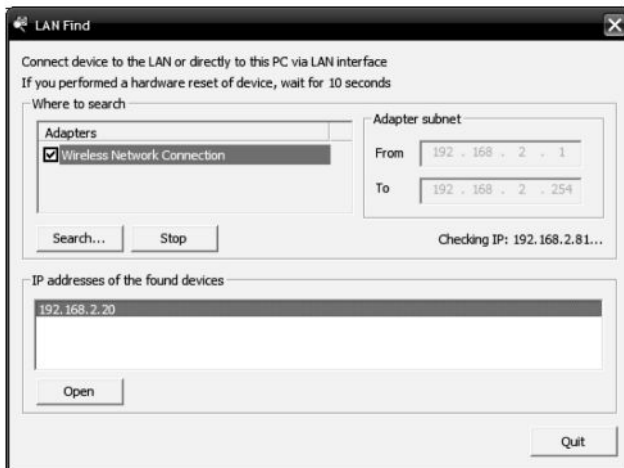 LAN Find
Connect device to the LAN or directly to this PC via LAN interface
If you performed a hardware reset of device, wait for 10 seconds
Where to search
Adapters
Wireless Network Connection
Adapter subnet
From 192 . 168 . 2 . 1
To 192 . 168 . 2 . 254
Search... Stop
Checking IP: 192.168.2.81...
IP addresses of the found devices
192.168.2.20
Open
Quit